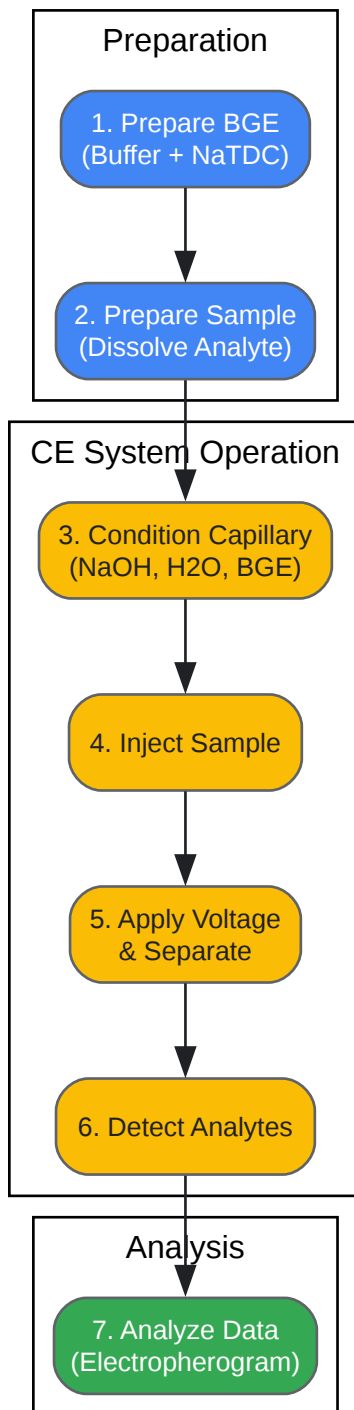 Preparation
1. Prepare BGE
(Buffer + NaTDC)
2. Prepare Sample
(Dissolve Analyte)
CE System Operation
3. Condition Capillary
(NaOH, H2O, BGE)
4. Inject Sample
5. Apply Voltage
& Separate
6. Detect Analytes
Analysis
7. Analyze Data
(Electropherogram)